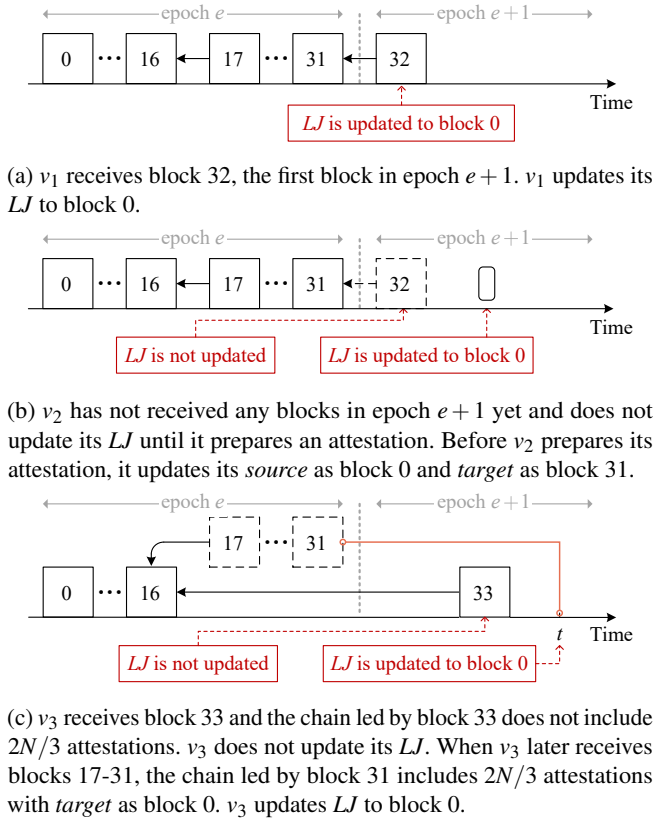 epoch e epoch e+1
0 ··· 16 17 ··· 31 32
Time
LJ is updated to block 0
(a) v1 receives block 32, the first block in epoch e + 1. v1 updates its
LJ to block 0.
epoch e epoch e+1
0 ··· 16 17 ··· 31 32
Time
LJ is not updated LJ is updated to block 0
(b) v2 has not received any blocks in epoch e + 1 yet and does not
update its LJ until it prepares an attestation. Before v2 prepares its
attestation, it updates its source as block 0 and target as block 31.
epoch e epoch e+1
17 ··· 31
0 ··· 16 33
t Time
LJ is not updated LJ is updated to block 0
(c) v3 receives block 33 and the chain led by block 33 does not include
2N/3 attestations. v3 does not update its LJ. When v3 later receives
blocks 17-31, the chain led by block 31 includes 2N/3 attestations
with target as block 0. v3 updates LJ to block 0.